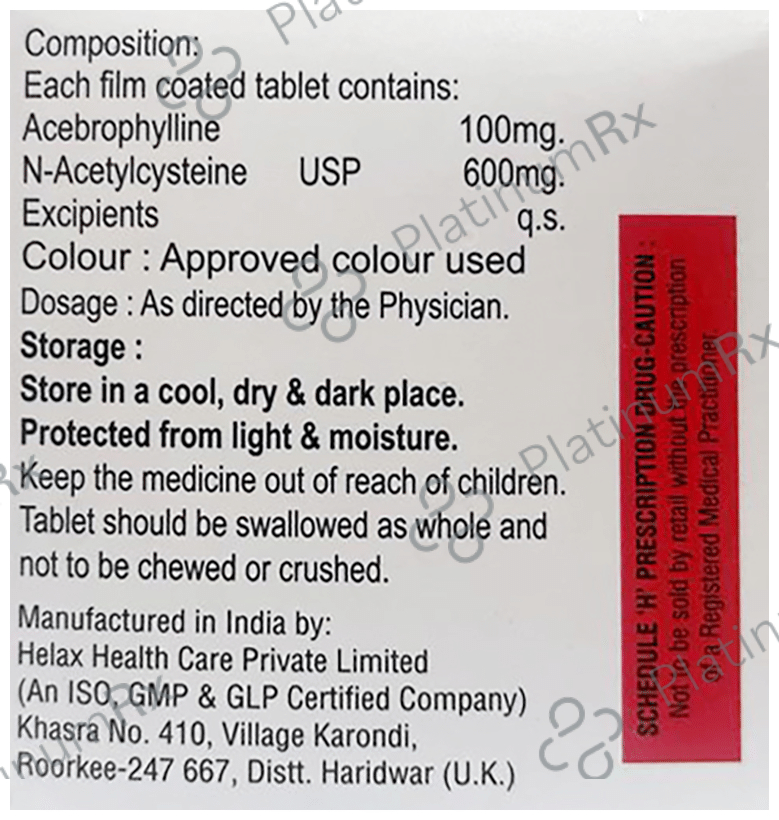 Composition:
Each film coated tablet contains:
Acebrophylline 100mg.
N-Acetylcysteine USP 600mg.
Excipients q.s.
Colour : Approved colour used
Dosage : As directed by the Physician.
Storage :
Store in a cool, dry & dark place.
Protected from light & moisture.
Keep the medicine out of reach of children.
Tablet should be swallowed as whole and
not to be chewed or crushed.
Manufactured in India by:
Helax Health Care Private Limited
(An ISO, GMP & GLP Certified Company)
Khasra No. 410, Village Karondi,
Roorkee-247 667, Distt. Haridwar (U.K.)
SCHEDULE 'H' PRESCRIPTION DRUG-CAUTION :
Not to be sold by retail without the prescription
of a Registered Medical Practitioner
PlatinumRx
PlatinumRx